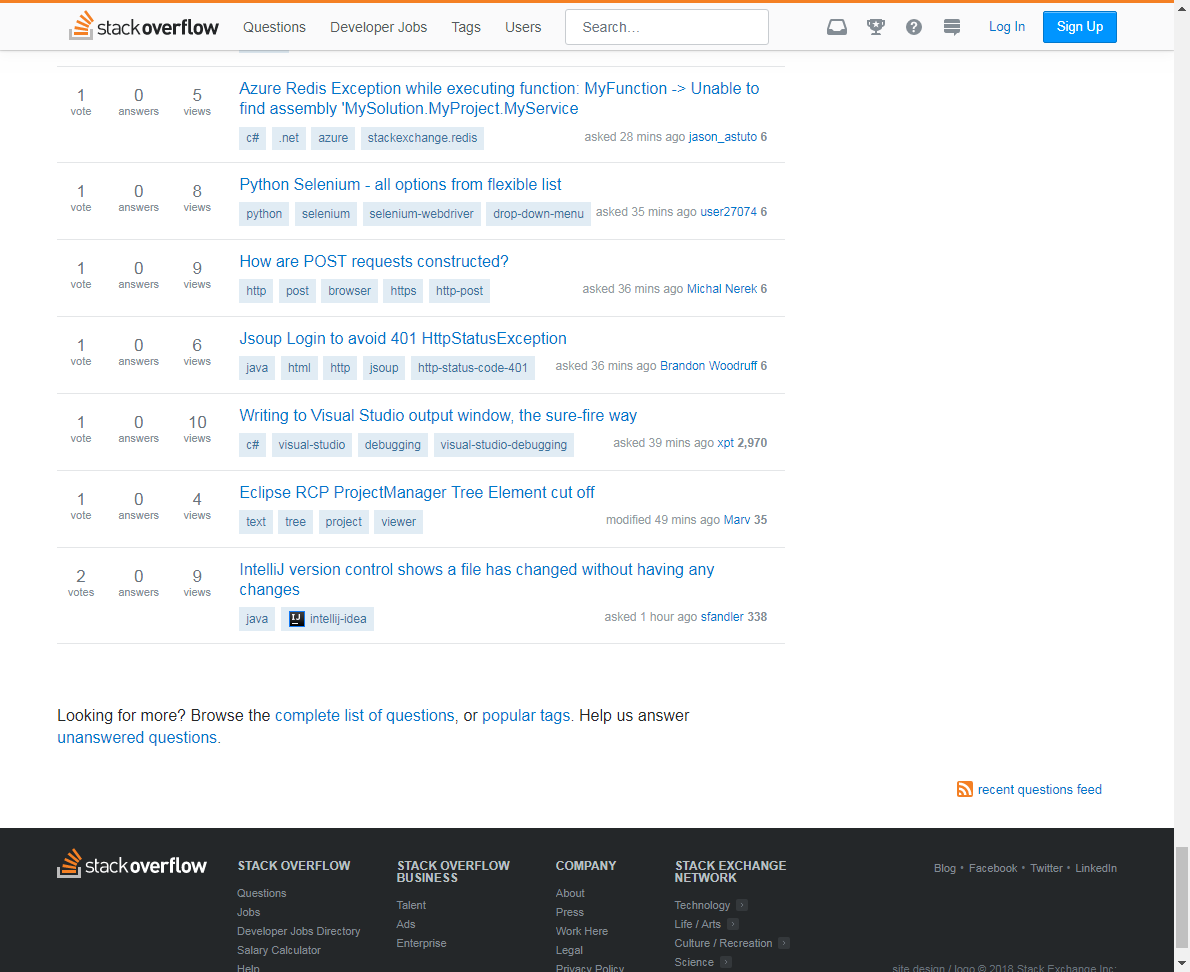 stackoverflow Questions Developer Jobs Tags Users Search... Log In Sign Up
1 0 5 Azure Redis Exception while executing function: MyFunction -> Unable to
vote answers views find assembly 'MySolution.MyProject.MyService
c# .net azure stackexchange.redis asked 28 mins ago jason_astuto 6
1 0 8 Python Selenium - all options from flexible list
vote answers views python selenium selenium-webdriver drop-down-menu asked 35 mins ago user27074 6
1 0 9 How are POST requests constructed?
vote answers views http post browser https http-post asked 36 mins ago Michal Nerek 6
1 0 6 Jsoup Login to avoid 401 HttpStatusException
vote answers views java html http jsoup http-status-code-401 asked 36 mins ago Brandon Woodruff 6
1 0 10 Writing to Visual Studio output window, the sure-fire way
vote answers views c# visual-studio debugging visual-studio-debugging asked 39 mins ago xpt 2,970
1 0 4 Eclipse RCP ProjectManager Tree Element cut off
vote answers views text tree project viewer modified 49 mins ago Marv 35
2 0 9 IntelliJ version control shows a file has changed without having any
votes answers views changes
java IJ intellij-idea asked 1 hour ago sfandler 338
Looking for more? Browse the complete list of questions, or popular tags. Help us answer
unanswered questions.
recent questions feed
stackoverflow
STACK OVERFLOW
Questions
Jobs
Developer Jobs Directory
Salary Calculator
Help
STACK OVERFLOW
BUSINESS
Talent
Ads
Enterprise
COMPANY
About
Press
Work Here
Legal
Privacy Policy
STACK EXCHANGE
NETWORK
Technology
Life / Arts
Culture / Recreation
Science
Blog • Facebook • Twitter • LinkedIn
site design / logo © 2018 Stack Exchange Inc;